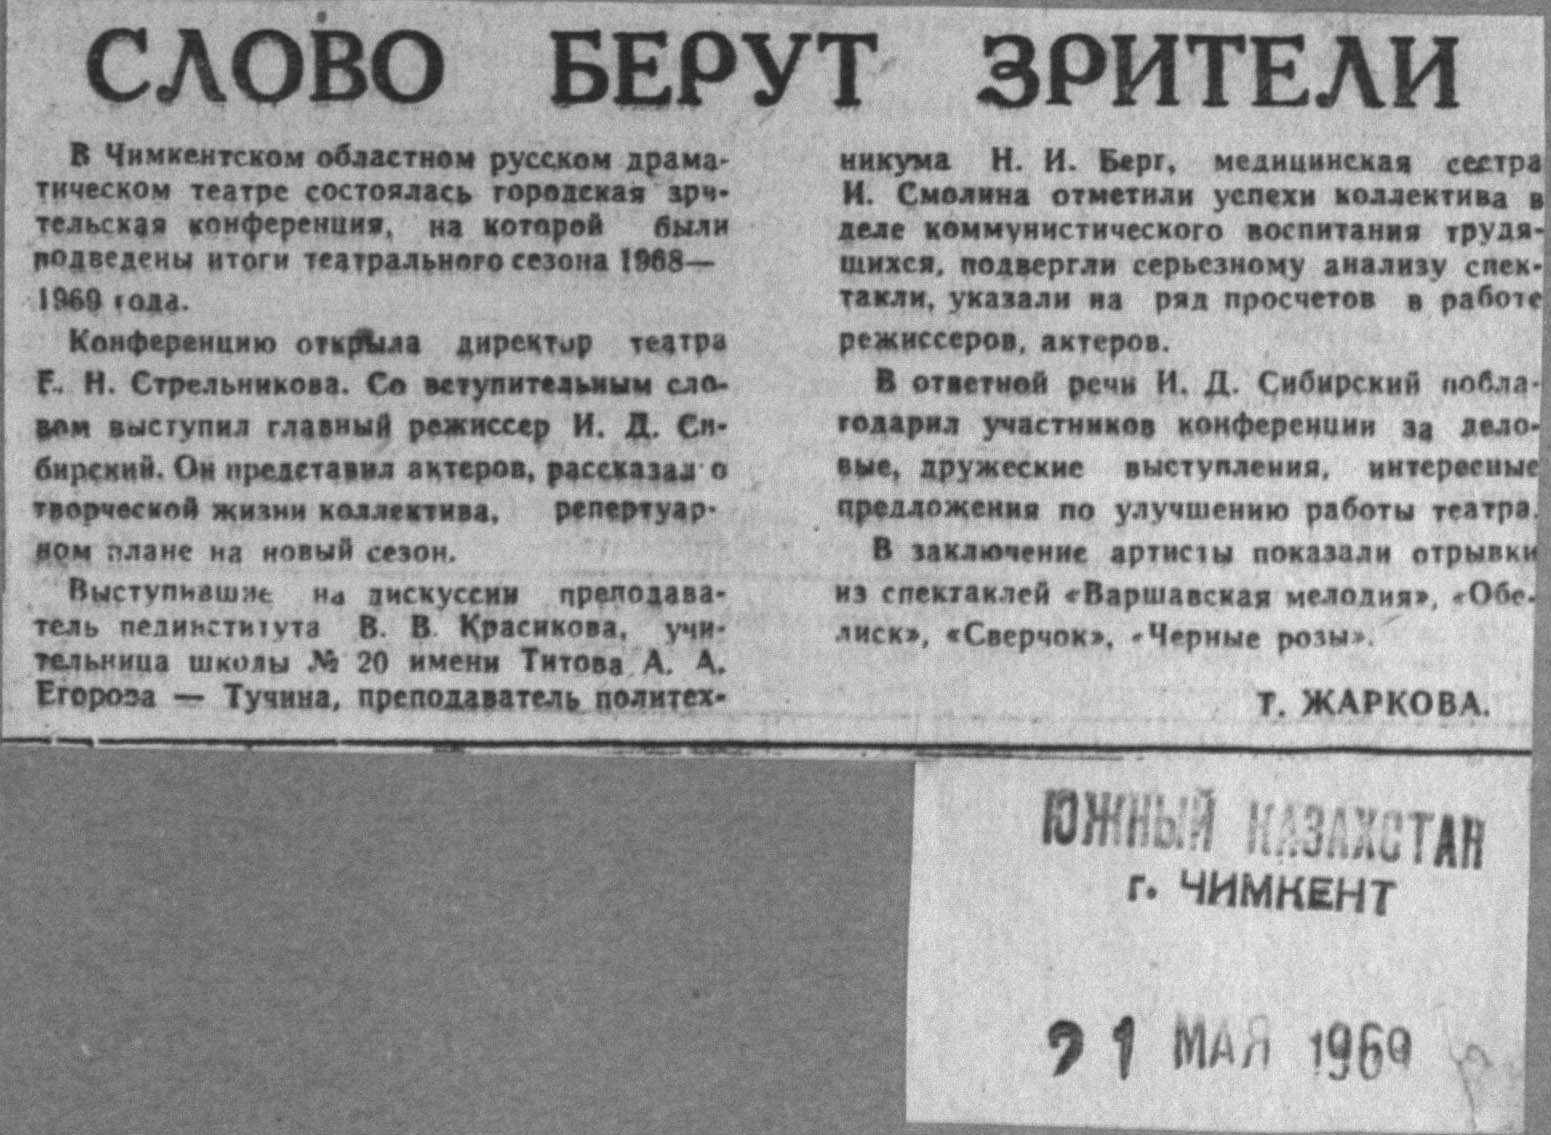 СЛОВО БЕРУТ ЗРИТЕЛИ
В Чимкентском областном русском драма-
тическом театре состоялась городская зри-
тельская конференция, на которой были
подведены итоги театрального сезона 1968—
1969 года.
Конференцию открыла директор театра
Е. Н. Стрельникова. Со вступительным сло-
вом выступил главный режиссер И. Д. Си-
бирский. Он представил актеров, рассказал о
творческой жизни коллектива, репертуар-
ном плане на новый сезон.
Выступившие на дискуссии преподава-
тель пединститута В. В. Красикова, учи-
тельница школы № 20 имени Титова А. А.
Егорова — Тучина, преподаватель политех-
никума Н. И. Берг, медицинская сестра
И. Смолина отметили успехи коллектива в
деле коммунистического воспитания трудя-
щихся, подвергли серьезному анализу спек-
такли, указали на ряд просчетов в работе
режиссеров, актеров.
В ответной речи И. Д. Сибирский побла-
годарил участников конференции за дело-
вые, дружеские выступления, интересные
предложения по улучшению работы театра.
В заключение артисты показали отрывки
из спектаклей «Варшавская мелодия», «Обе-
лиск», «Сверчок», «Черные розы».
Т. ЖАРКОВА.
ЮЖНЫЙ КАЗАХСТАН
г. ЧИМКЕНТ
21 МАЯ 1969